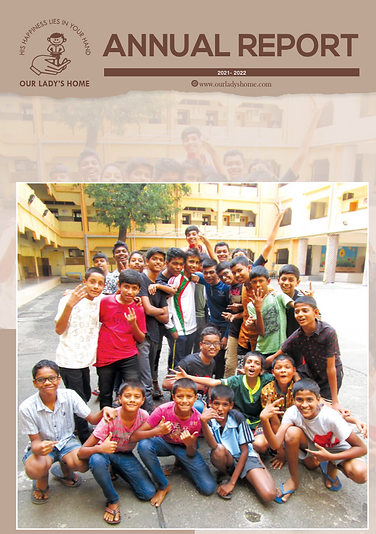 HIS HAPPINESS LIES IN YOUR HAND
OUR LADY'S HOME
ANNUAL REPORT
2021- 2022
www.ourladyshome.com